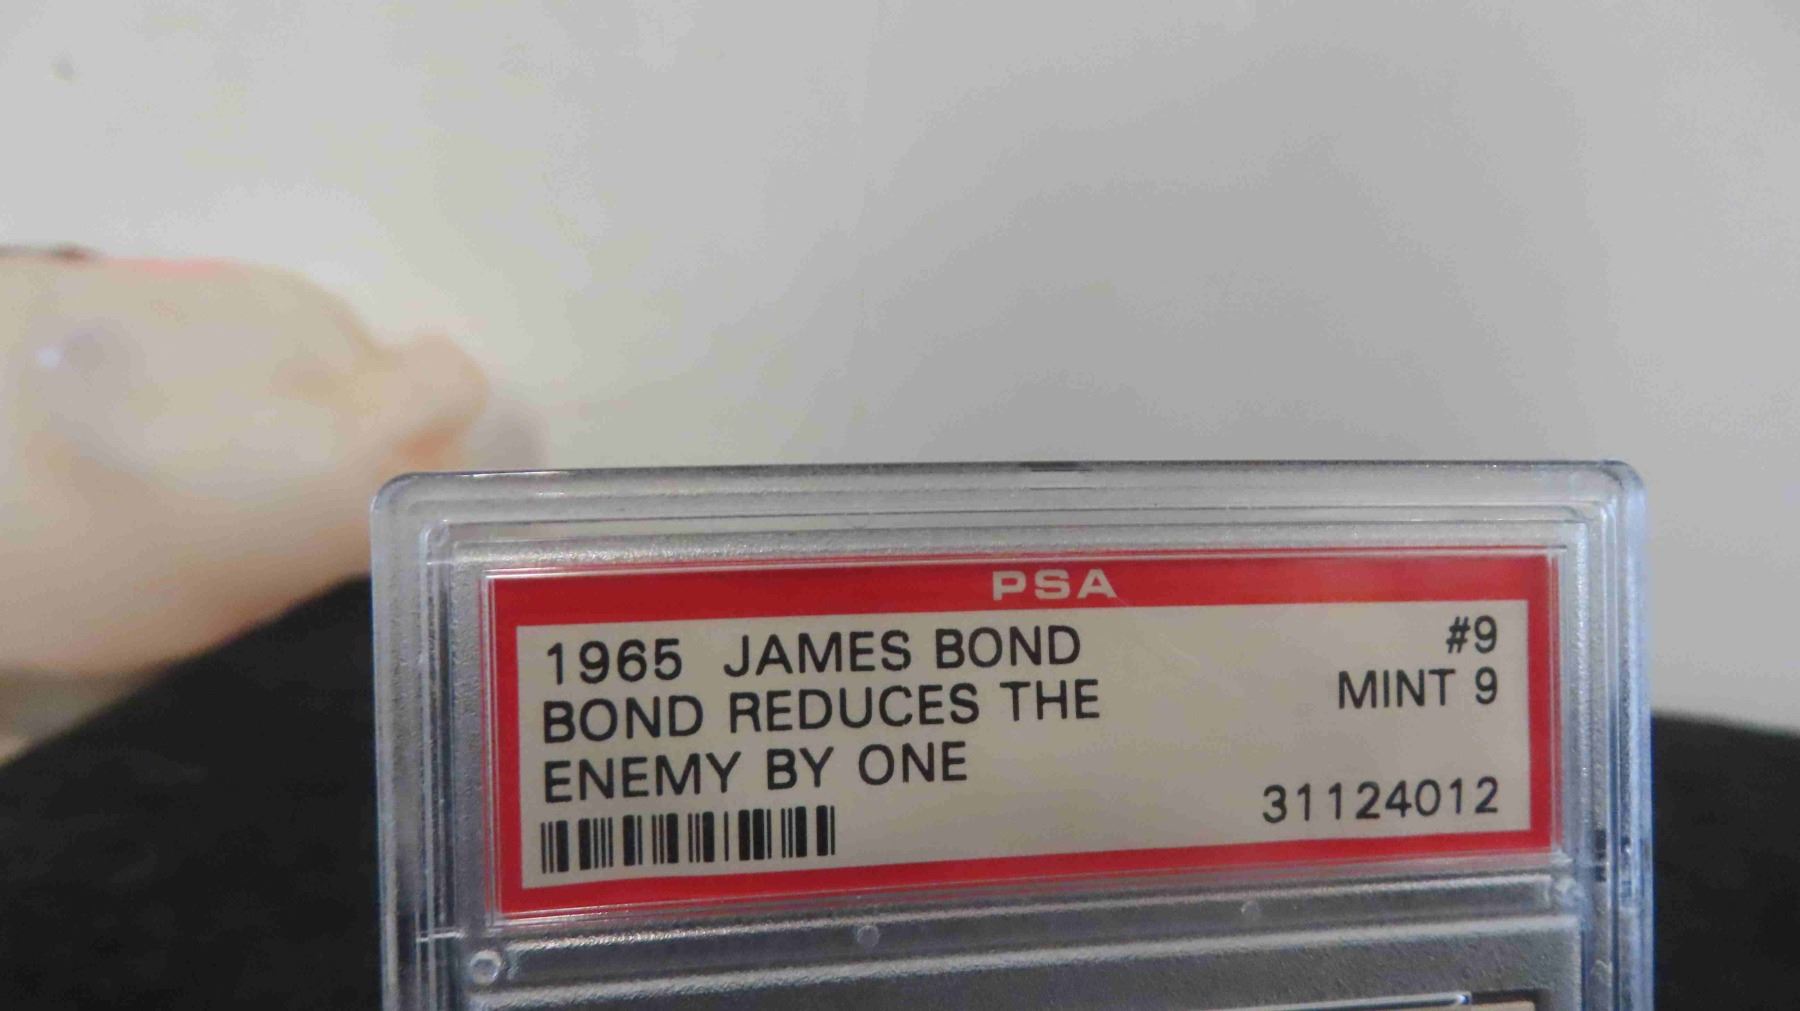 PSA
1965 JAMES BOND #9
BOND REDUCES THE MINT 9
ENEMY BY ONE
31124012